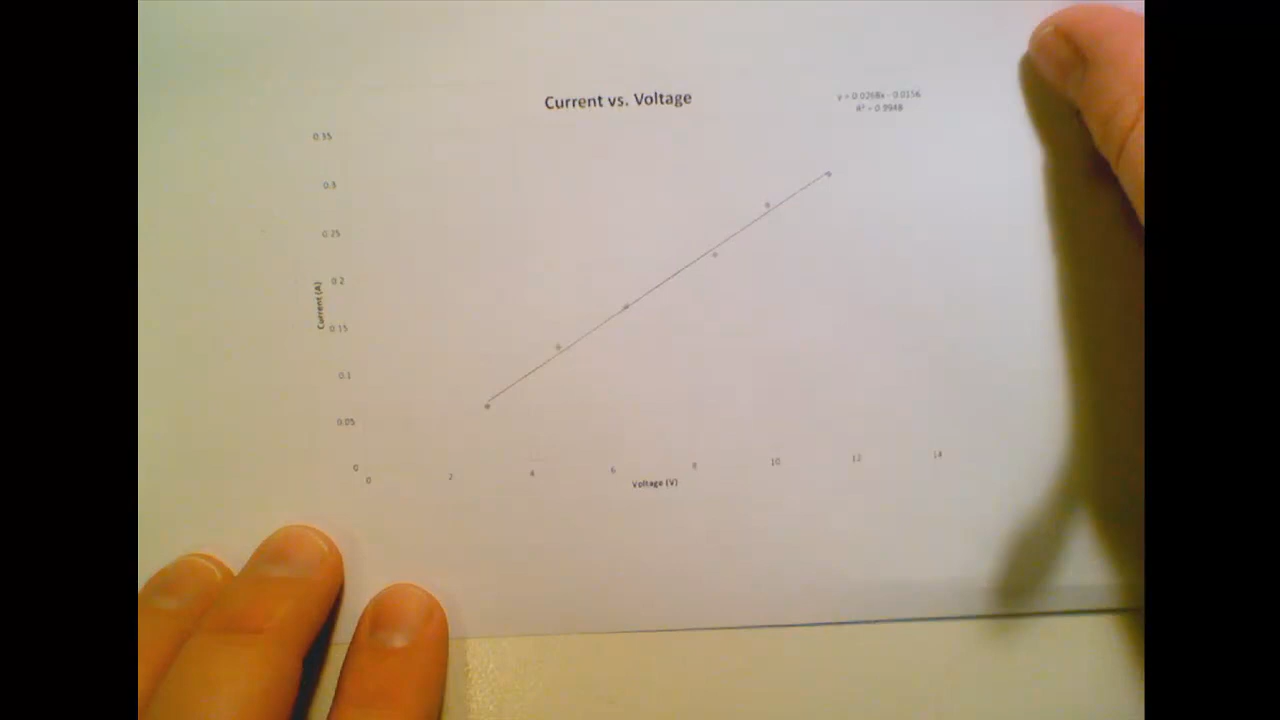 Current vs. Voltage
y = 0.0268x - 0.0156
R² = 0.9948
0.35
0.3
0.25
0.2
0.15
0.1
0.05
0
Current (A)
0 2 4 6 8 10 12 14
Voltage (V)